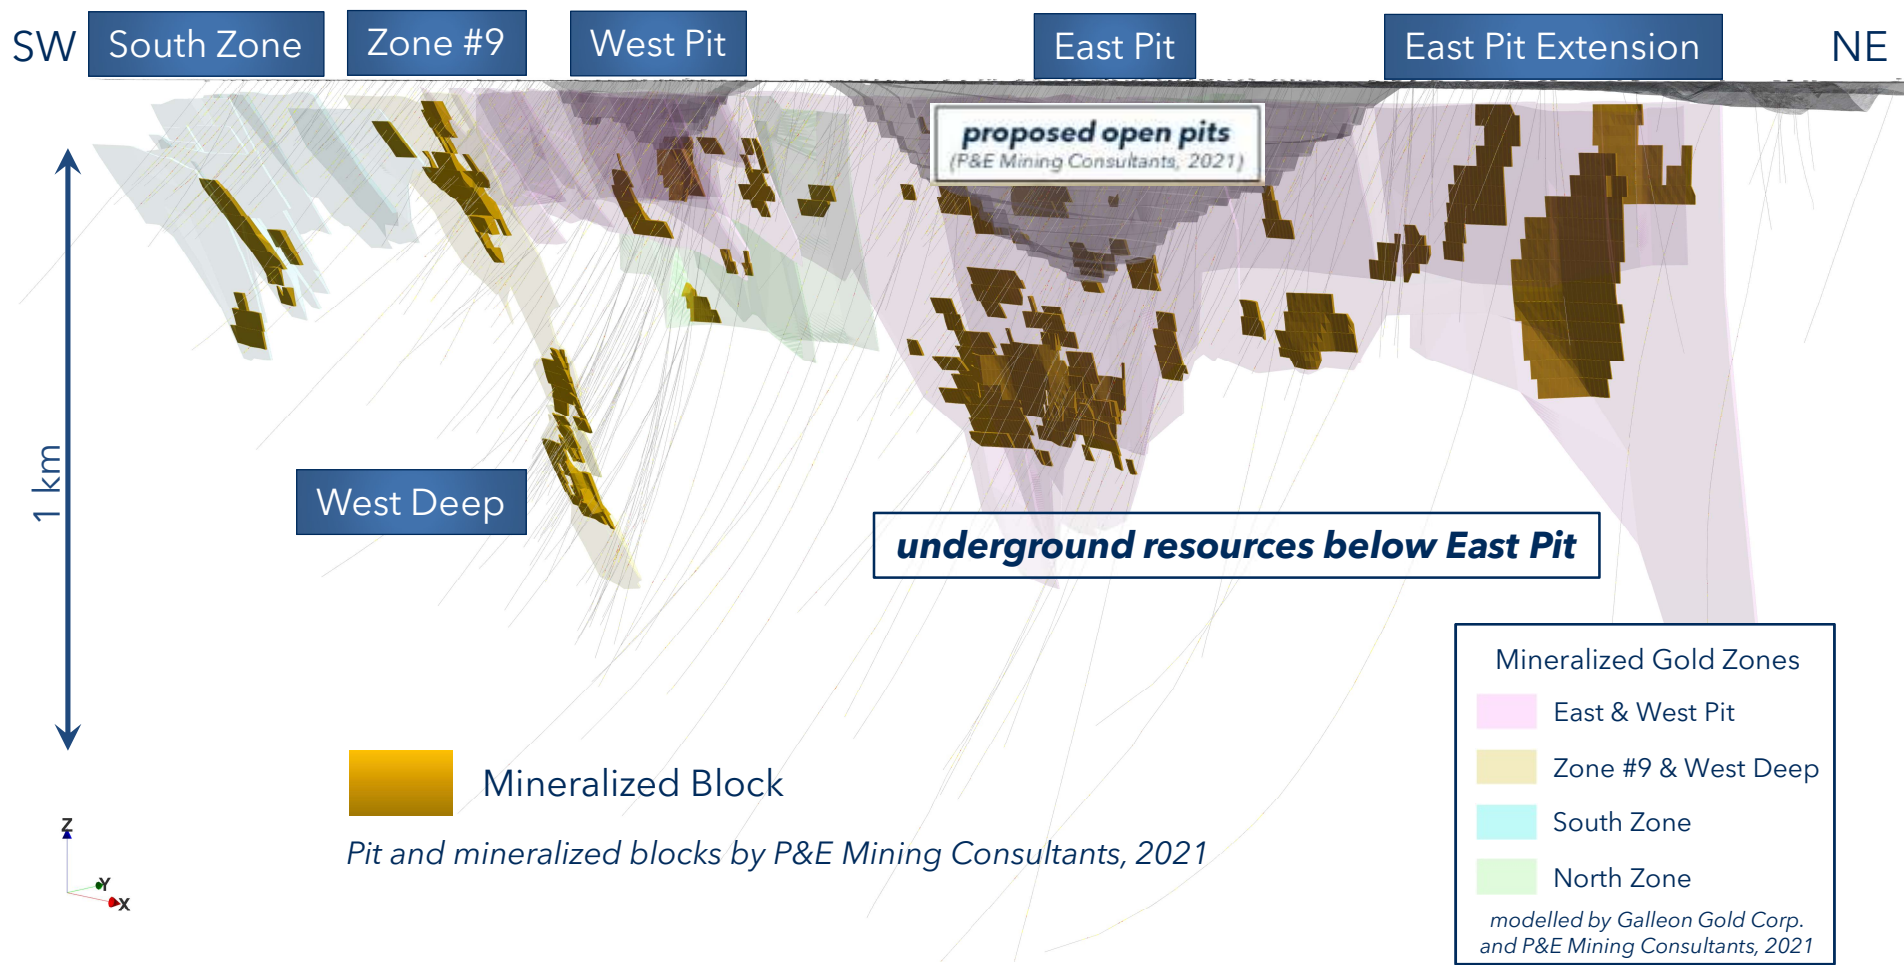 SW
South Zone
Zone #9
West Pit
East Pit
East Pit Extension
NE
proposed open pits
(P&E Mining Consultants, 2021)
1 km
West Deep
underground resources below East Pit
Mineralized Gold Zones
East & West Pit
Zone #9 & West Deep
South Zone
North Zone
modelled by Galleon Gold Corp.
and P&E Mining Consultants, 2021
Mineralized Block
Pit and mineralized blocks by P&E Mining Consultants, 2021
Z
Y
X